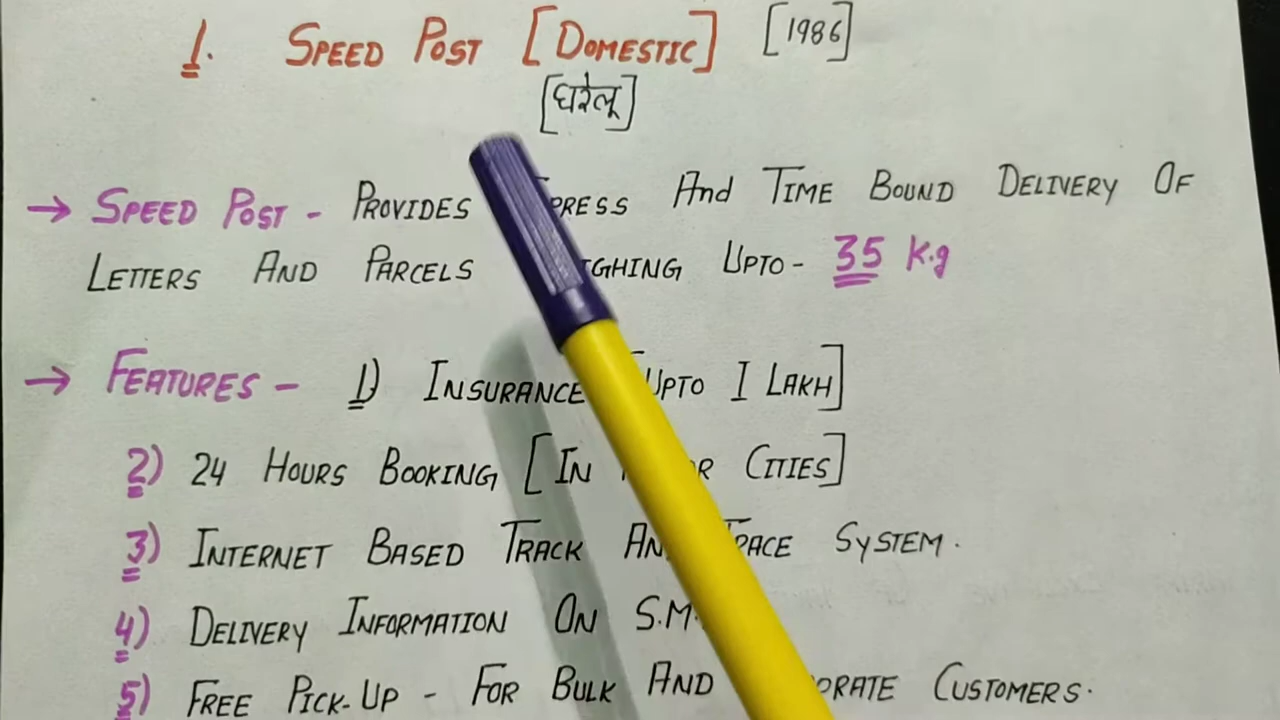 1. SPEED POST [DOMESTIC] [1986]
[घरेलू]
→ SPEED POST - PROVIDES AND TIME BOUND DELIVERY OF
LETTERS AND PARCELS UPTO - 35 K.g
→ FEATURES - 1) INSURANCE UPTO 1 LAKH]
2) 24 HOURS BOOKING [IN CITIES]
3) INTERNET BASED TRACK AND TRACE SYSTEM.
4) DELIVERY INFORMATION ON
5) FREE PICK-UP - FOR BULK AND CUSTOMERS.